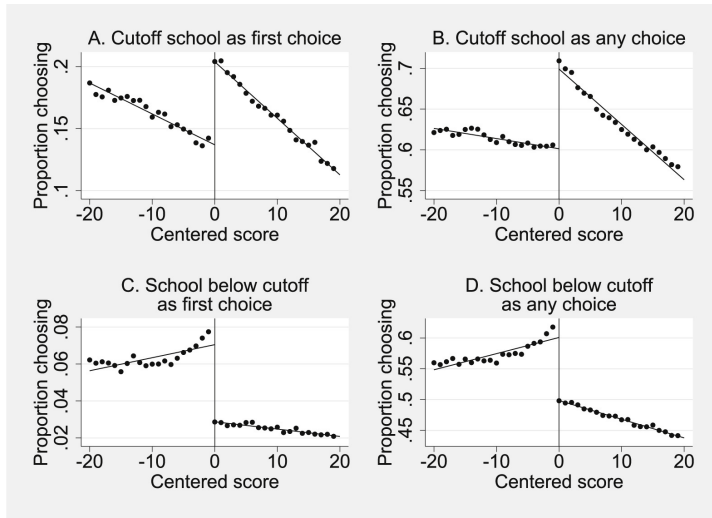 A. Cutoff school as first choice
Proportion choosing
.1 .15 .2
-20 -10 0 10 20
Centered score
B. Cutoff school as any choice
Proportion choosing
.55 .6 .65 .7
-20 -10 0 10 20
Centered score
C. School below cutoff
as first choice
Proportion choosing
.02 .04 .06 .08
-20 -10 0 10 20
Centered score
D. School below cutoff
as any choice
Proportion choosing
.45 .5 .55 .6
-20 -10 0 10 20
Centered score